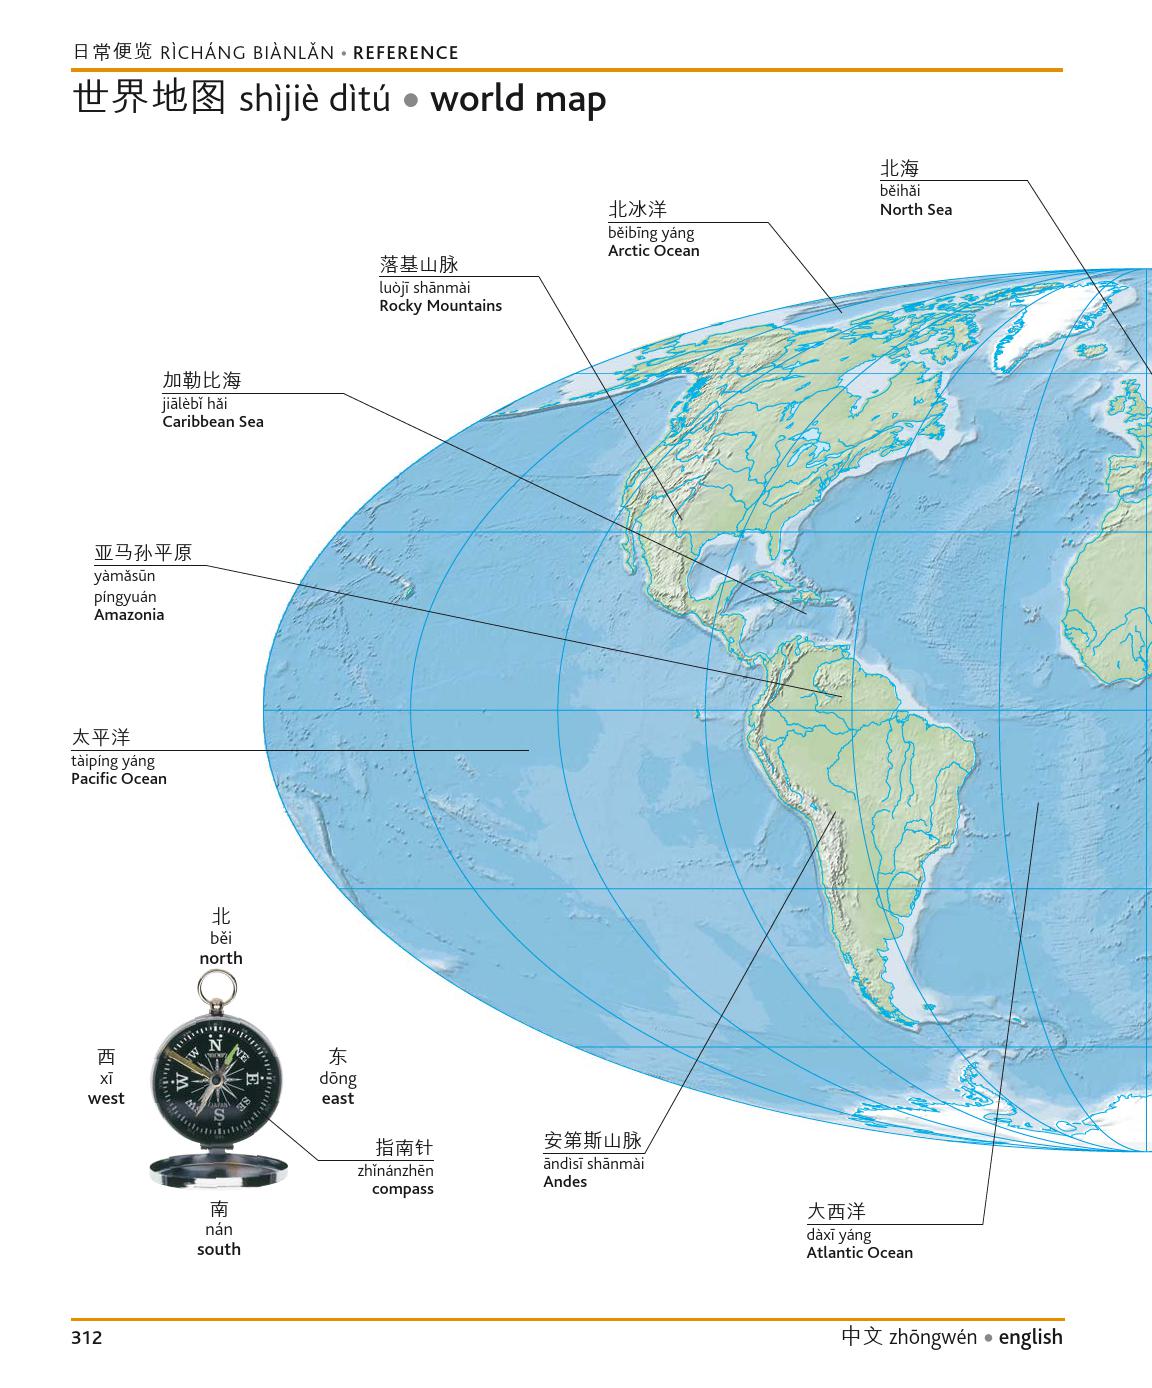 日常便览 RÌCHÁNG BIÀNLǍN • REFERENCE
世界地图 shìjiè dìtú • world map
北海
běihǎi
North Sea
北冰洋
běibīng yáng
Arctic Ocean
落基山脉
luòjī shānmài
Rocky Mountains
加勒比海
jiālèbǐ hǎi
Caribbean Sea
亚马孙平原
yàmǎsūn
píngyuán
Amazonia
太平洋
tàipíng yáng
Pacific Ocean
北
běi
north
N
NE
E
SE
S
W
西
xī
west
东
dōng
east
指南针
zhǐnánzhēn
compass
南
nán
south
安第斯山脉
āndìsī shānmài
Andes
大西洋
dàxī yáng
Atlantic Ocean
312
中文 zhōngwén • english